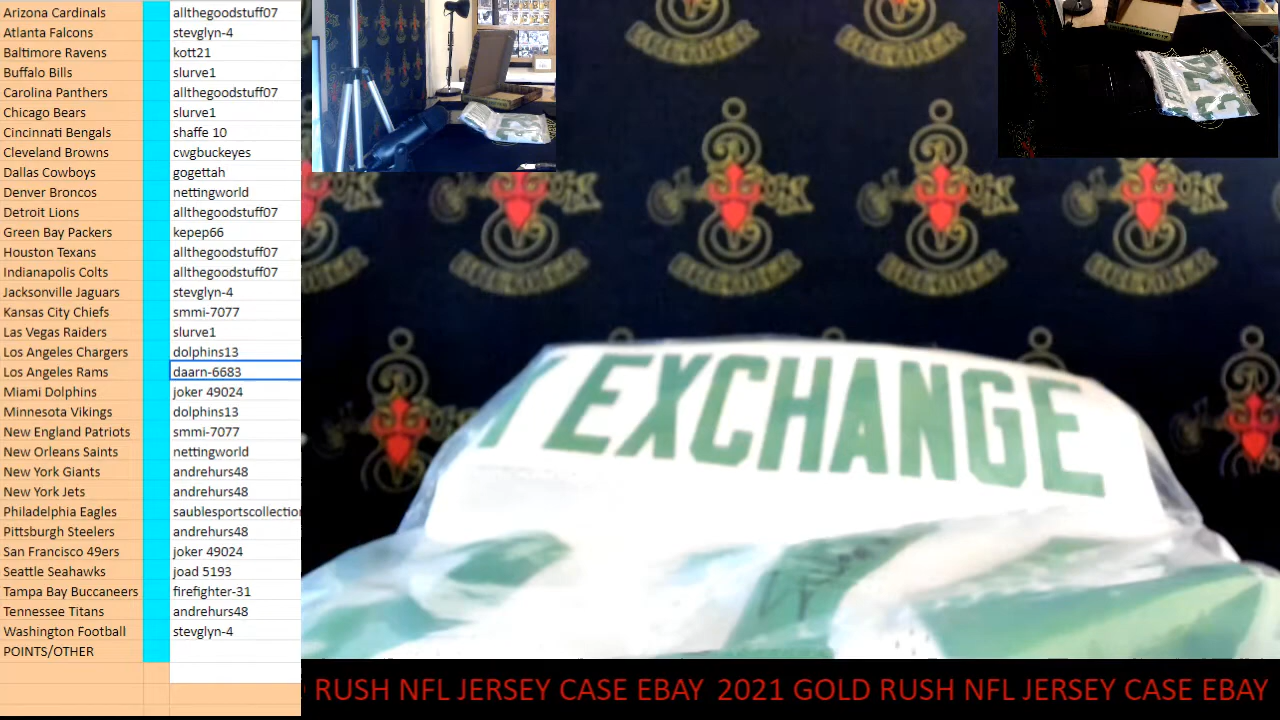 Arizona Cardinals allthegoodstuff07
Atlanta Falcons stevglyn-4
Baltimore Ravens kott21
Buffalo Bills slurve1
Carolina Panthers allthegoodstuff07
Chicago Bears slurve1
Cincinnati Bengals shaffe 10
Cleveland Browns cwgbuckeyes
Dallas Cowboys gogettah
Denver Broncos nettingworld
Detroit Lions allthegoodstuff07
Green Bay Packers kepep66
Houston Texans allthegoodstuff07
Indianapolis Colts allthegoodstuff07
Jacksonville Jaguars stevglyn-4
Kansas City Chiefs smmi-7077
Las Vegas Raiders slurve1
Los Angeles Chargers dolphins13
Los Angeles Rams daarn-6683
Miami Dolphins joker 49024
Minnesota Vikings dolphins13
New England Patriots smmi-7077
New Orleans Saints nettingworld
New York Giants andrehurs48
New York Jets andrehurs48
Philadelphia Eagles saublesportscollectio
Pittsburgh Steelers andrehurs48
San Francisco 49ers joker 49024
Seattle Seahawks joad 5193
Tampa Bay Buccaneers firefighter-31
Tennessee Titans andrehurs48
Washington Football stevglyn-4
POINTS/OTHER
EXCHANGE
RUSH NFL JERSEY CASE EBAY 2021 GOLD RUSH NFL JERSEY CASE EBAY